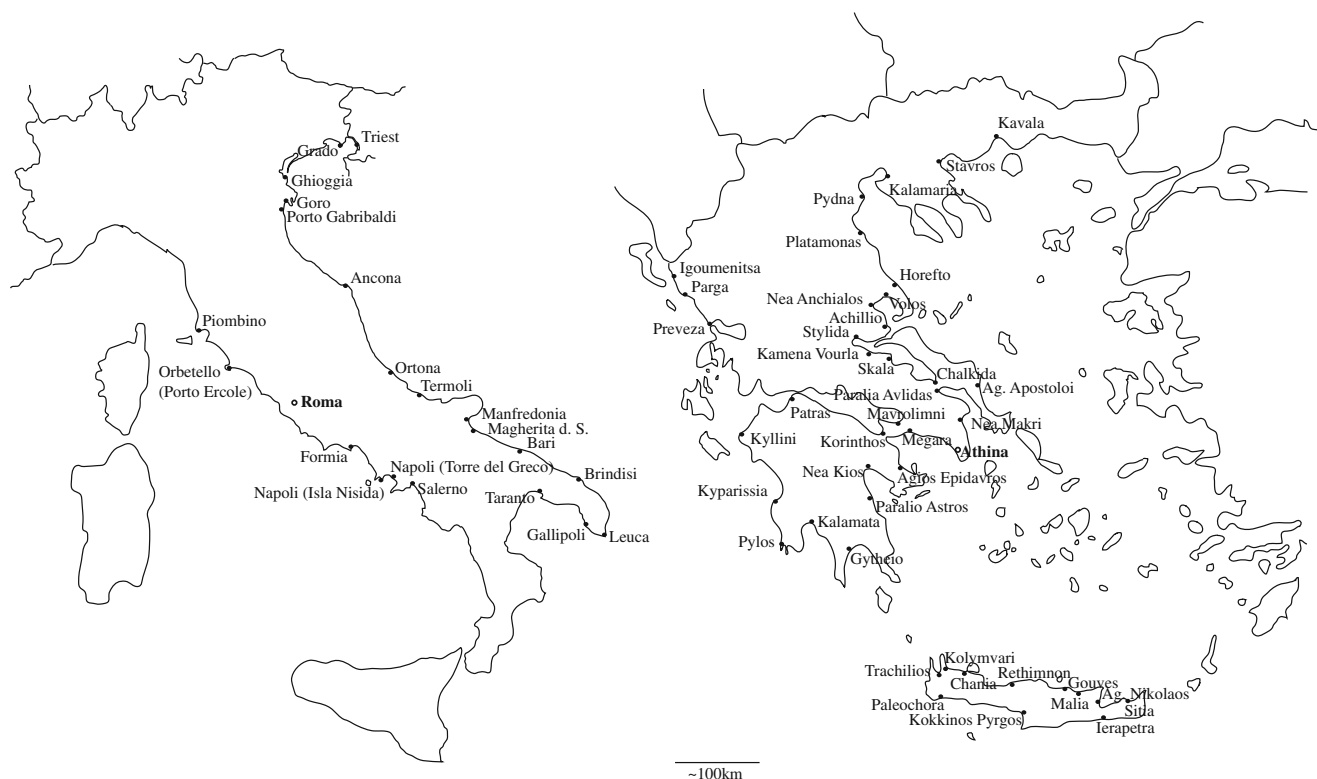 Triest
Grado
Ghioggia
Goro
Porto Gabribaldi
Ancona
Piombino
Orbetello
(Porto Ercole)
Roma
Ortona
Termoli
Manfredonia
Magherita d. S.
Bari
Formia
Napoli (Torre del Greco)
Brindisi
Napoli (Isla Nisida)
Salerno
Taranto
Gallipoli
Leuca
Kavala
Stavros
Kalamaria
Pydna
Platamonas
Igoumenitsa
Horefto
Parga
Nea Anchialos
Volos
Achillio
Preveza
Stylida
Kamena Vourla
Skala
Chalkida
Ag. Apostoloi
Paralia Avlidas
Patras
Mavrolimni
Nea Makri
Kyllini
Korinthos
Megara
Athina
Nea Kios
Agios Epidavros
Kyparissia
Paralio Astros
Kalamata
Pylos
Gytheio
Kolymvari
Trachilios
Chania
Rethimnon
Gouves
Ag. Nikolaos
Paleochora
Malia
Sitia
Kokkinos Pyrgos
Ierapetra
~100km